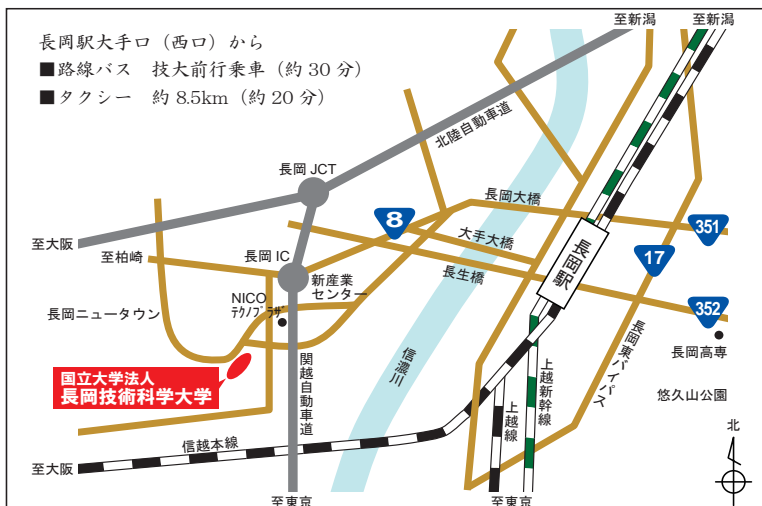 長岡駅大手口（西口）から
■路線バス 技大前行乗車（約 30 分）
■タクシー 約 8.5km（約 20 分）
至新潟
至新潟
北陸自動車道
長岡 JCT
長岡大橋
8
351
大手大橋
至大阪
長岡 IC
至柏崎
長生橋
長岡駅
17
新産業
センター
NICO
ﾃｸﾉﾌﾟﾗｻﾞ
長岡ニュータウン
352
長岡高専
国立大学法人
長岡技術科学大学
関越自動車道
信濃川
上越新幹線
上越線
長岡東バイパス
悠久山公園
信越本線
北
至大阪
至東京
至東京